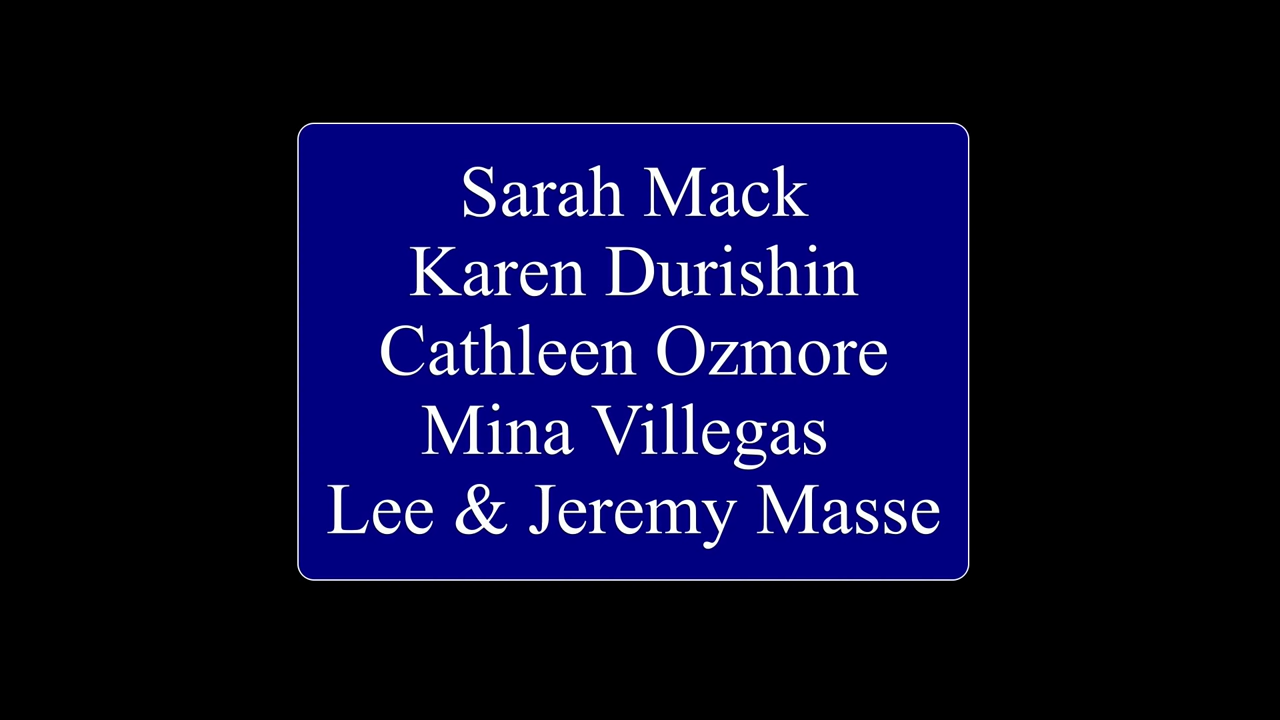 Sarah Mack
Karen Durishin
Cathleen Ozmore
Mina Villegas
Lee & Jeremy Masse